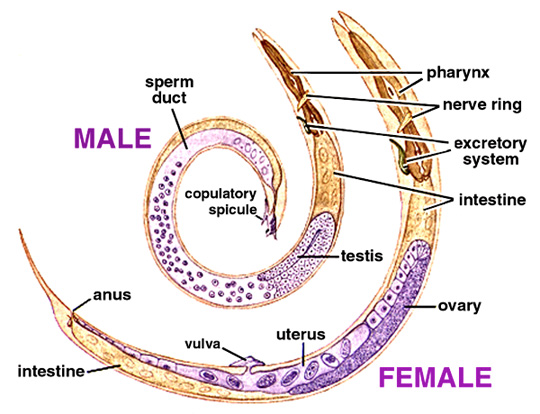 pharynx
nerve ring
sperm
duct
MALE
excretory
system
copulatory
spicule
intestine
testis
anus
ovary
vulva
uterus
intestine
FEMALE